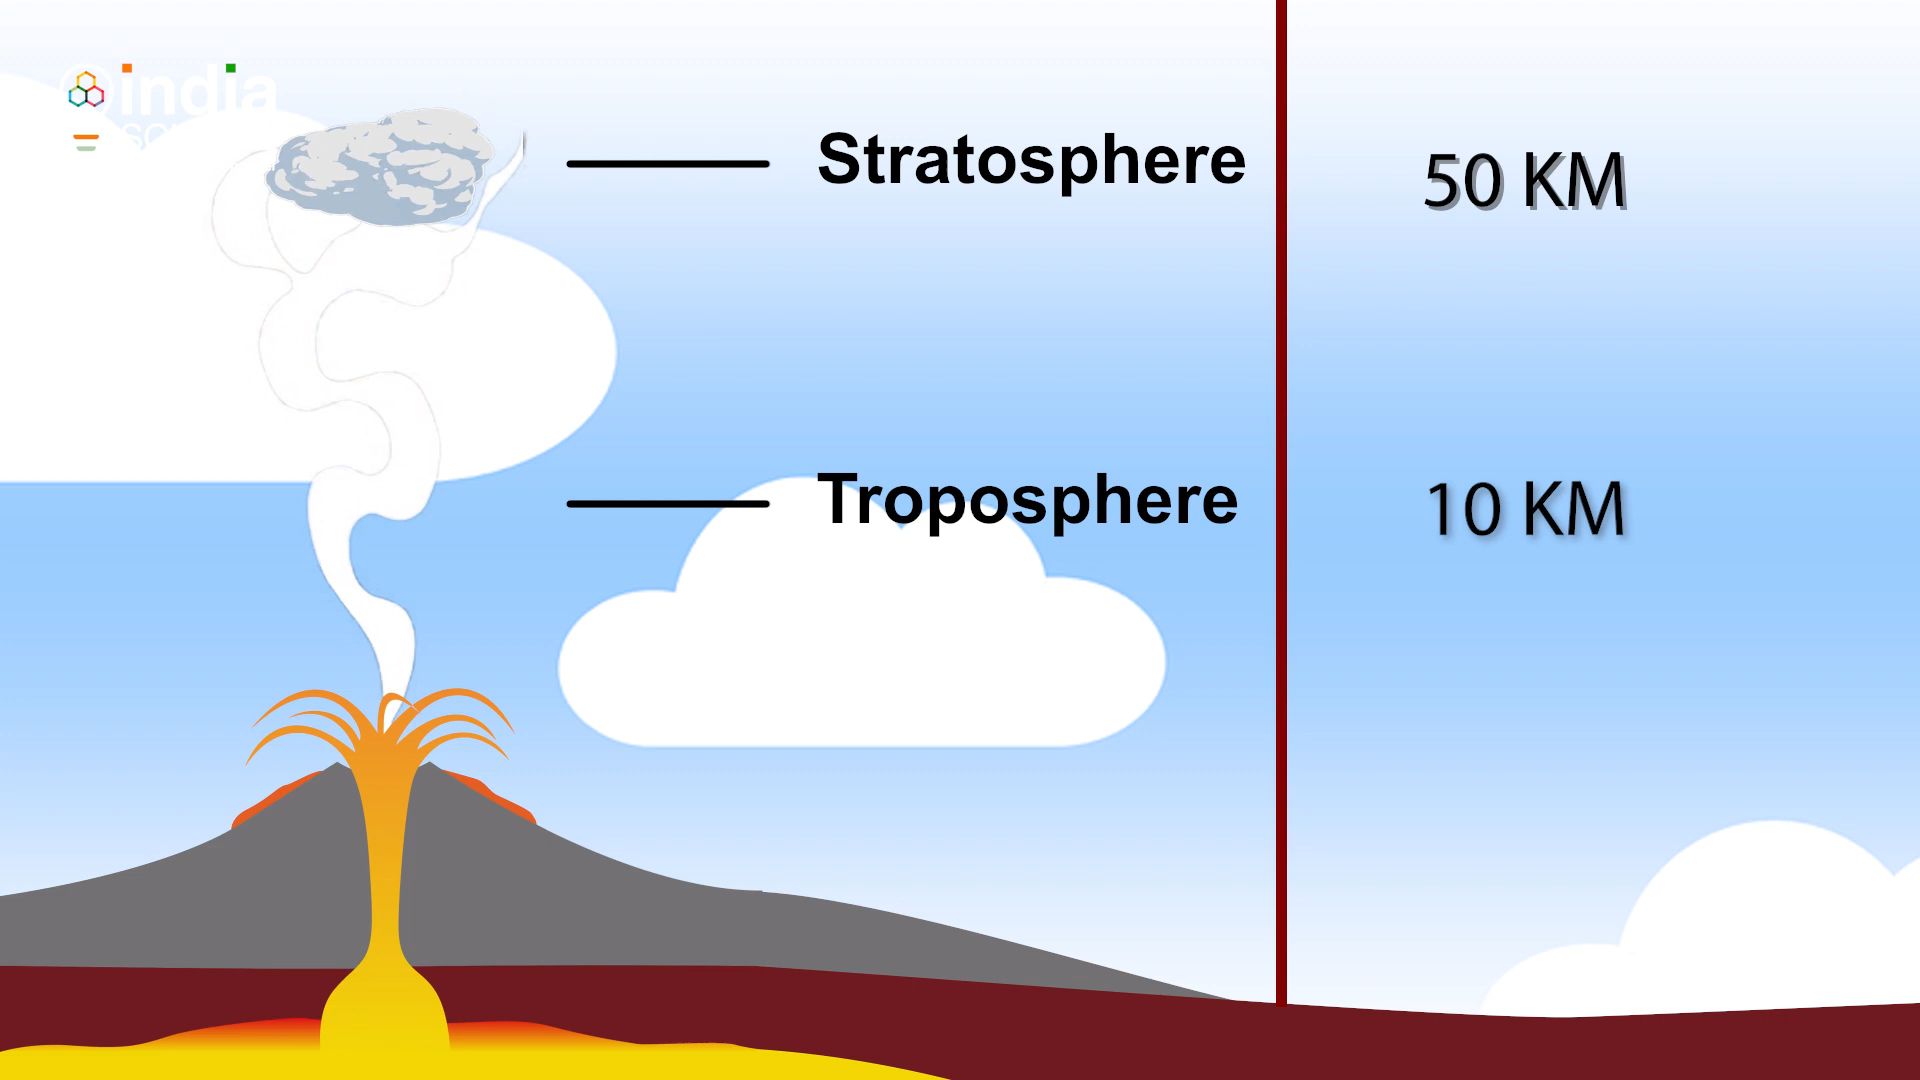 india
Stratosphere
50 KM
Troposphere
10 KM